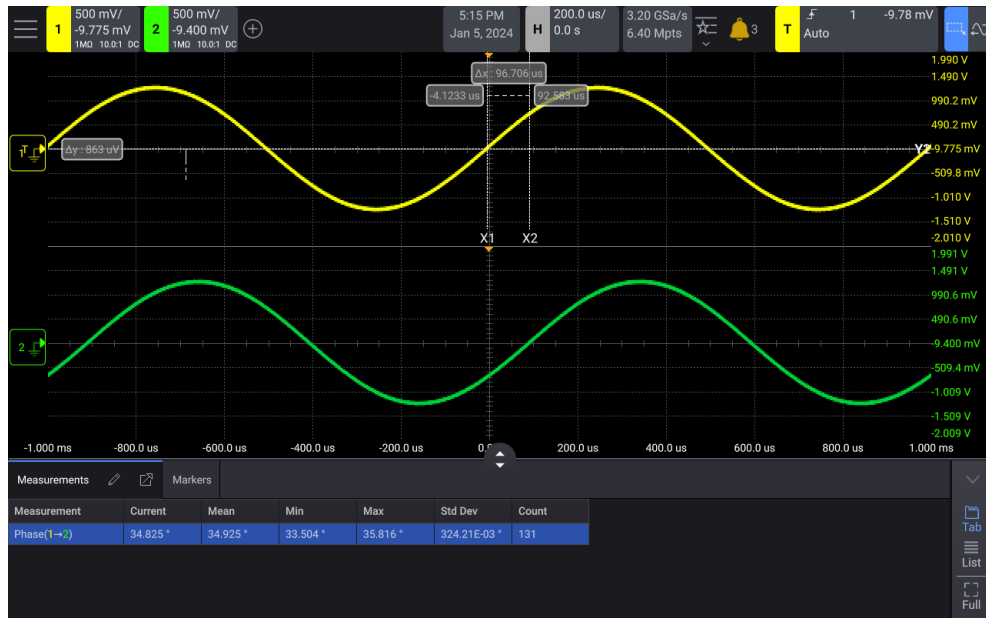 1 500 mV/ -9.775 mV 1MΩ 10.0:1 DC
2 500 mV/ -9.400 mV 1MΩ 10.0:1 DC
5:15 PM
Jan 5, 2024
H 200.0 us/ 0.0 s
3.20 GSa/s
6.40 Mpts
3
T 1 -9.78 mV
Auto
1.990 V
1.490 V
990.2 mV
490.2 mV
-9.775 mV
-509.8 mV
-1.010 V
-1.510 V
-2.010 V
Δx : 96.706 us
-4.1233 us
92.583 us
1T
Δy : 863 uV
Y2
X1
X2
1.991 V
1.491 V
990.6 mV
490.6 mV
-9.400 mV
-509.4 mV
-1.009 V
-1.509 V
-2.009 V
2
-1.000 ms -800.0 us -600.0 us -400.0 us -200.0 us 200.0 us 400.0 us 600.0 us 800.0 us 1.000 ms
Measurements Markers
Measurement Current Mean Min Max Std Dev Count
Phase(1→2) 34.825 ° 34.925 ° 33.504 ° 35.816 ° 324.21E-03 ° 131
Tab
List
Full